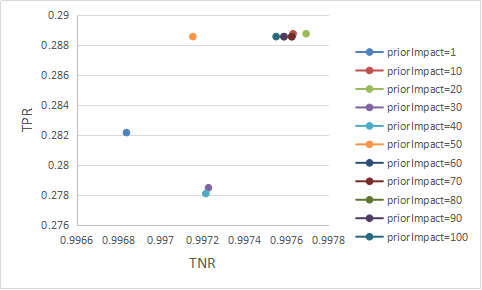 0.29
0.288
0.286
0.284
0.282
0.28
0.278
0.276
TPR
0.9966 0.9968 0.997 0.9972 0.9974 0.9976 0.9978
TNR
priorImpact=1
priorImpact=10
priorImpact=20
priorImpact=30
priorImpact=40
priorImpact=50
priorImpact=60
priorImpact=70
priorImpact=80
priorImpact=90
priorImpact=100